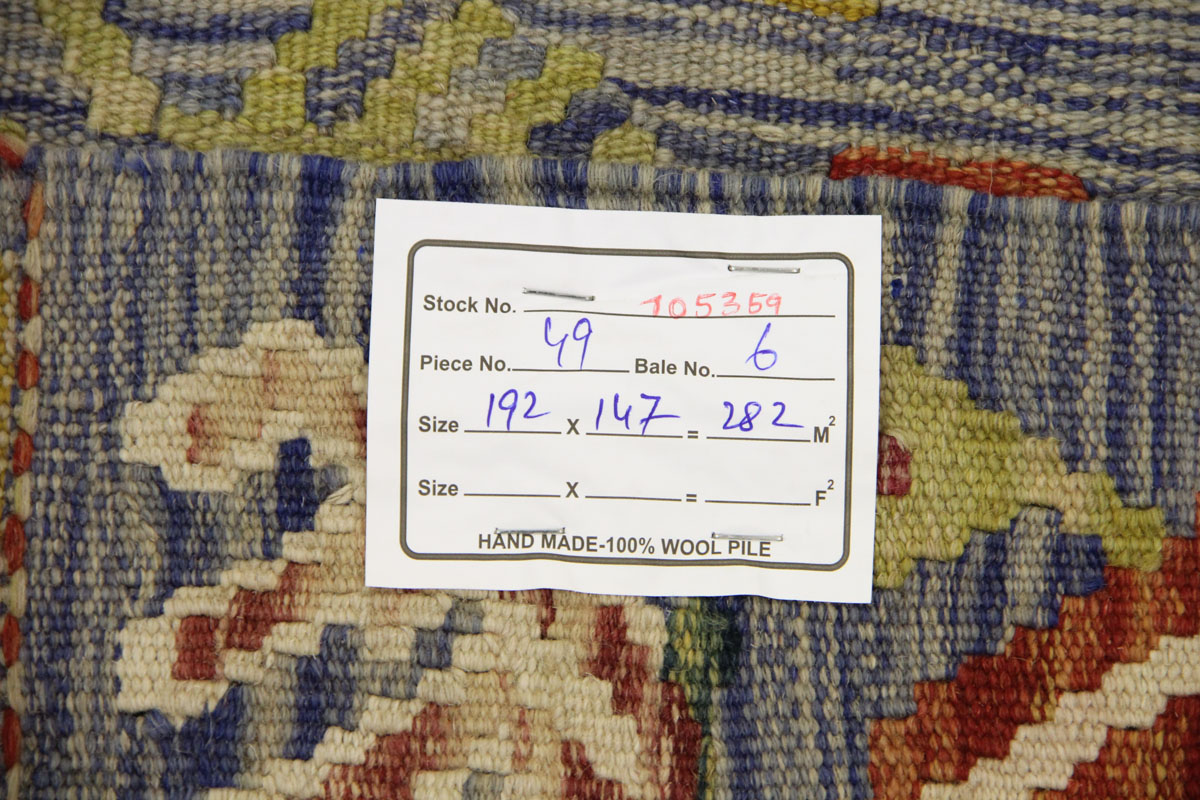 Stock No. 105359
Piece No. 49 Bale No. 6
Size 192 X 147 = 282 M²
Size X = F²
HAND MADE-100% WOOL PILE